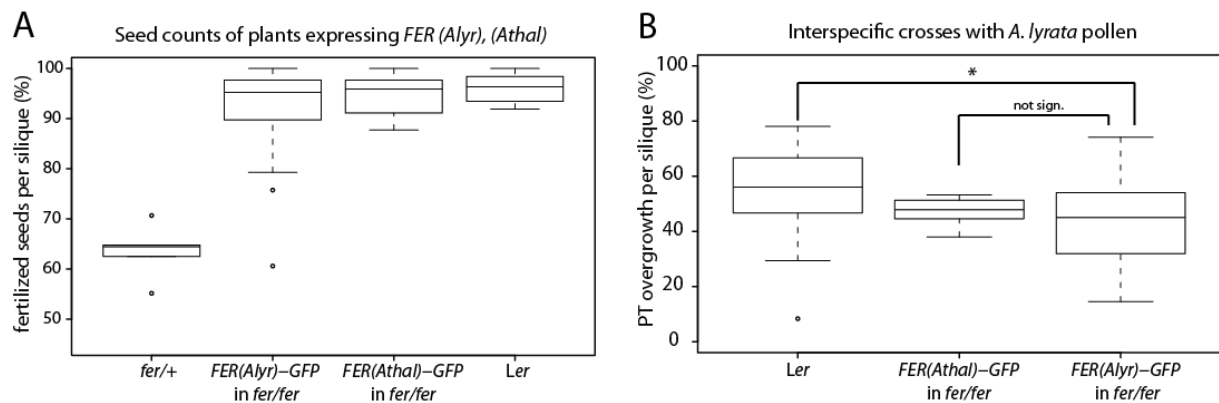 A
Seed counts of plants expressing FER (Alyr), (Athal)
fertilized seeds per silique (%)
100
90
80
70
60
50
fer/+
FER(Alyr)–GFP
in fer/fer
FER(Athal)–GFP
in fer/fer
Ler
B
Interspecific crosses with A. lyrata pollen
PT overgrowth per silique (%)
100
80
60
40
20
0
*
not sign.
Ler
FER(Athal)–GFP
in fer/fer
FER(Alyr)–GFP
in fer/fer